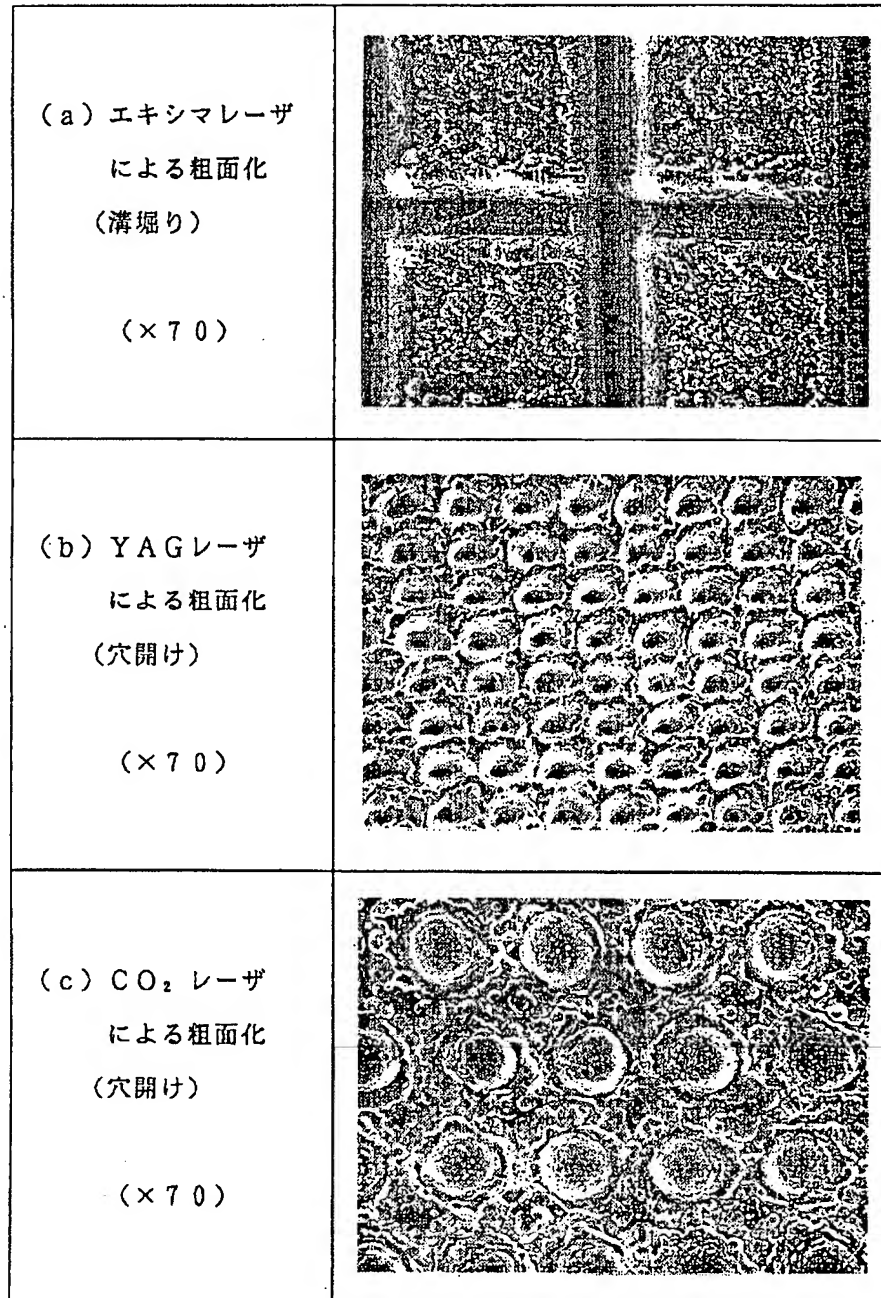 (a)エキシマレーザ
による粗面化
(溝堀り)
(×70)
(b)YAGレーザ
による粗面化
(穴開け)
(×70)
(c)CO₂ レーザ
による粗面化
(穴開け)
(×70)